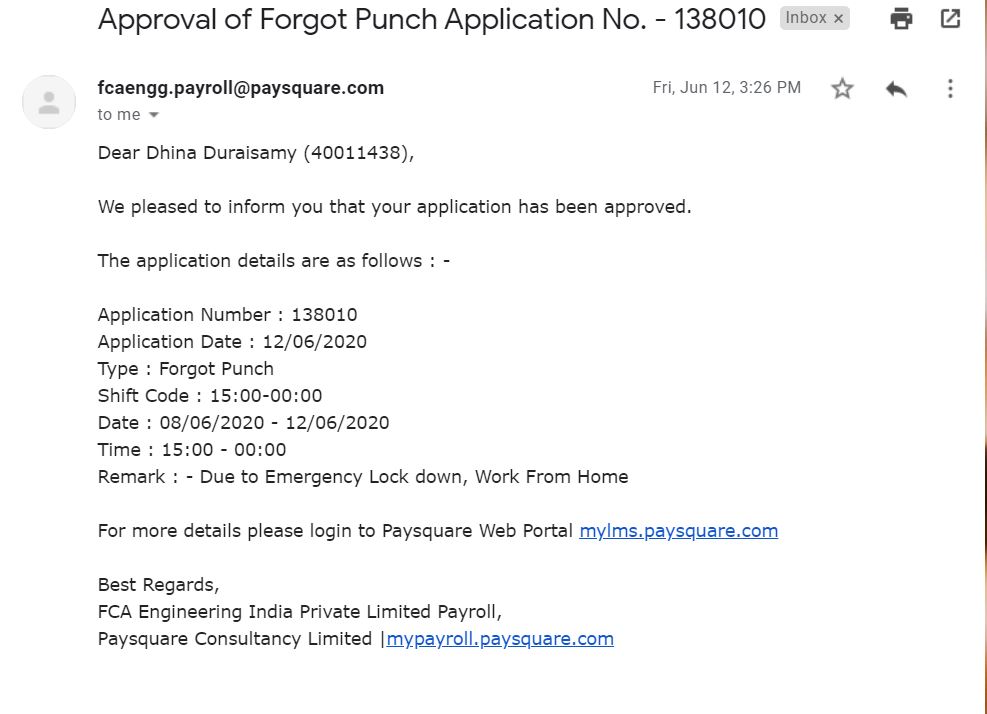 Approval of Forgot Punch Application No. - 138010 Inbox ×
fcaengg.payroll@paysquare.com Fri, Jun 12, 3:26 PM
to me
Dear Dhina Duraisamy (40011438),
We pleased to inform you that your application has been approved.
The application details are as follows : -
Application Number : 138010
Application Date : 12/06/2020
Type : Forgot Punch
Shift Code : 15:00-00:00
Date : 08/06/2020 - 12/06/2020
Time : 15:00 - 00:00
Remark : - Due to Emergency Lock down, Work From Home
For more details please login to Paysquare Web Portal mylms.paysquare.com
Best Regards,
FCA Engineering India Private Limited Payroll,
Paysquare Consultancy Limited |mypayroll.paysquare.com